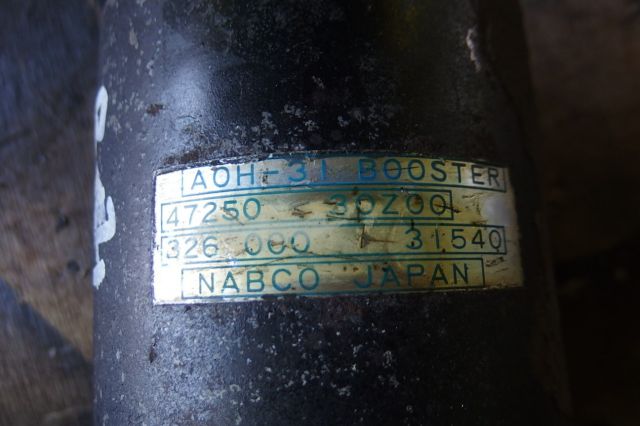 AOH-31 BOOSTER
47250 - 30Z00
326 000 31540
NABCO JAPAN